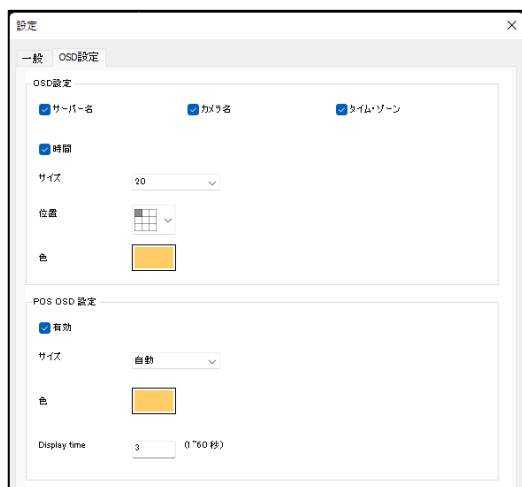 設定
一般 OSD設定
OSD設定
サーバー名 カメラ名 タイム・ゾーン
時間
サイズ 20
位置
色
POS OSD 設定
有効
サイズ 自動
色
Display time 3 (1~60 秒)